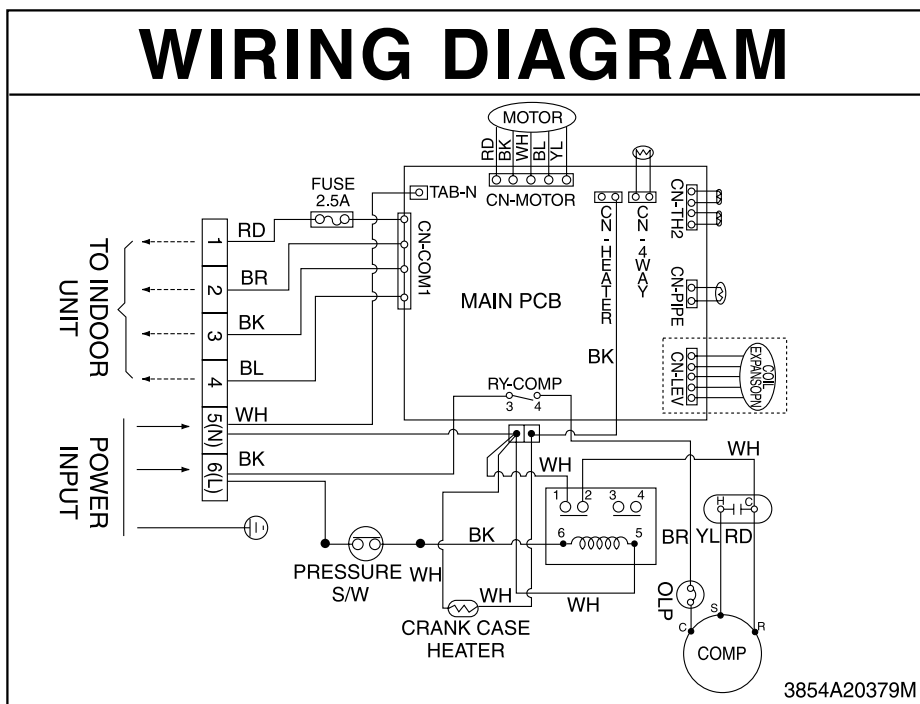 WIRING DIAGRAM
MOTOR
RD
BK
WH
BL
YL
CN-MOTOR
FUSE
2.5A
TAB-N
CN-COM1
CN-HEATER
CN-4WAY
CN-TH2
CN-PIPE
CN-LEV
EXPANSOPN
COIL
MAIN PCB
TO INDOOR
UNIT
1
RD
2
BR
3
BK
4
BL
5(N)
WH
6(L)
BK
POWER
INPUT
RY-COMP
3 4
BK
WH
WH
1 2 3 4
6 5
BK
WH
PRESSURE
S/W
WH
WH
CRANK CASE
HEATER
H C
BR YL RD
OLP
C S R
COMP
3854A20379M